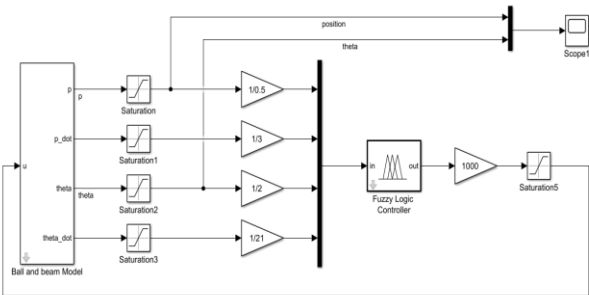 position
theta
Scope1
p
p
Saturation
1/0.5
p_dot
Saturation1
1/3
u
theta
theta
Saturation2
1/2
in
out
Fuzzy Logic
Controller
1000
Saturation5
theta_dot
Saturation3
1/21
Ball and beam Model